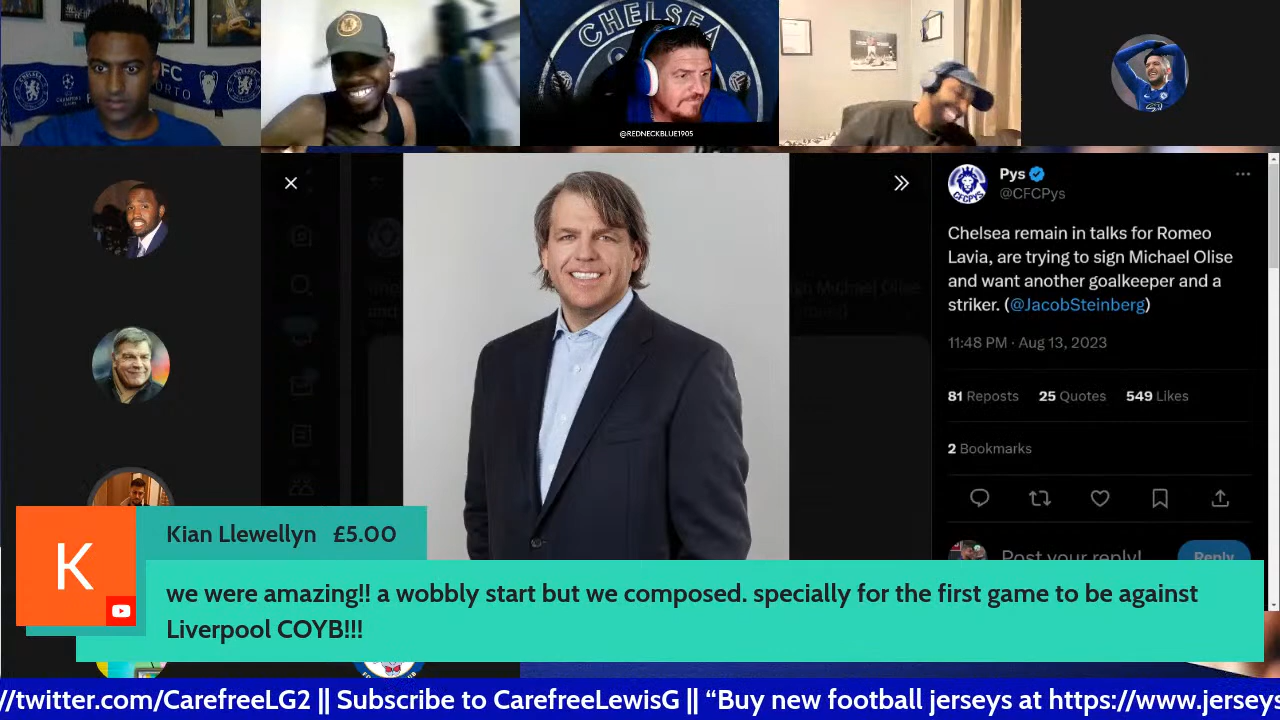 CHELSEA
FC
PORTO
@REDNECKBLUE1905
Pys
@CFCPys
Chelsea remain in talks for Romeo
Lavia, are trying to sign Michael Olise
and want another goalkeeper and a
striker. (@JacobSteinberg)
11:48 PM · Aug 13, 2023
81 Reposts 25 Quotes 549 Likes
2 Bookmarks
Post your reply!
Reply
K
Kian Llewellyn £5.00
we were amazing!! a wobbly start but we composed. specially for the first game to be against
Liverpool COYB!!!
//twitter.com/CarefreeLG2 || Subscribe to CarefreeLewisG || “Buy new football jerseys at https://www.jerseys